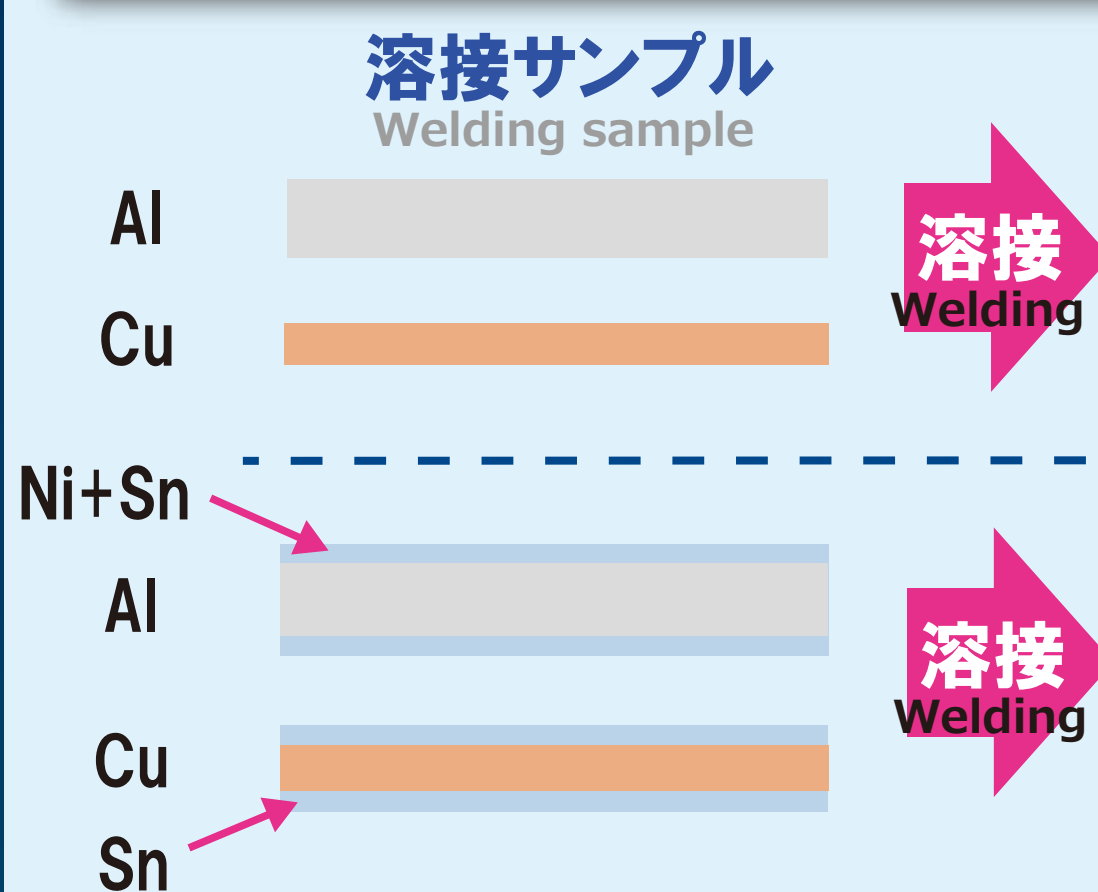 溶接サンプル
Welding sample
Al
Cu
溶接
Welding
Ni+Sn
Al
Cu
Sn
溶接
Welding